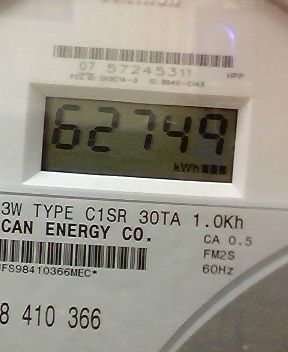 07 57245311
62749
kWh
3W TYPE C1SR 30TA 1.0Kh
CAN ENERGY CO.
CA 0.5
FM2S
60Hz
FS98410366MEC*
8 410 366